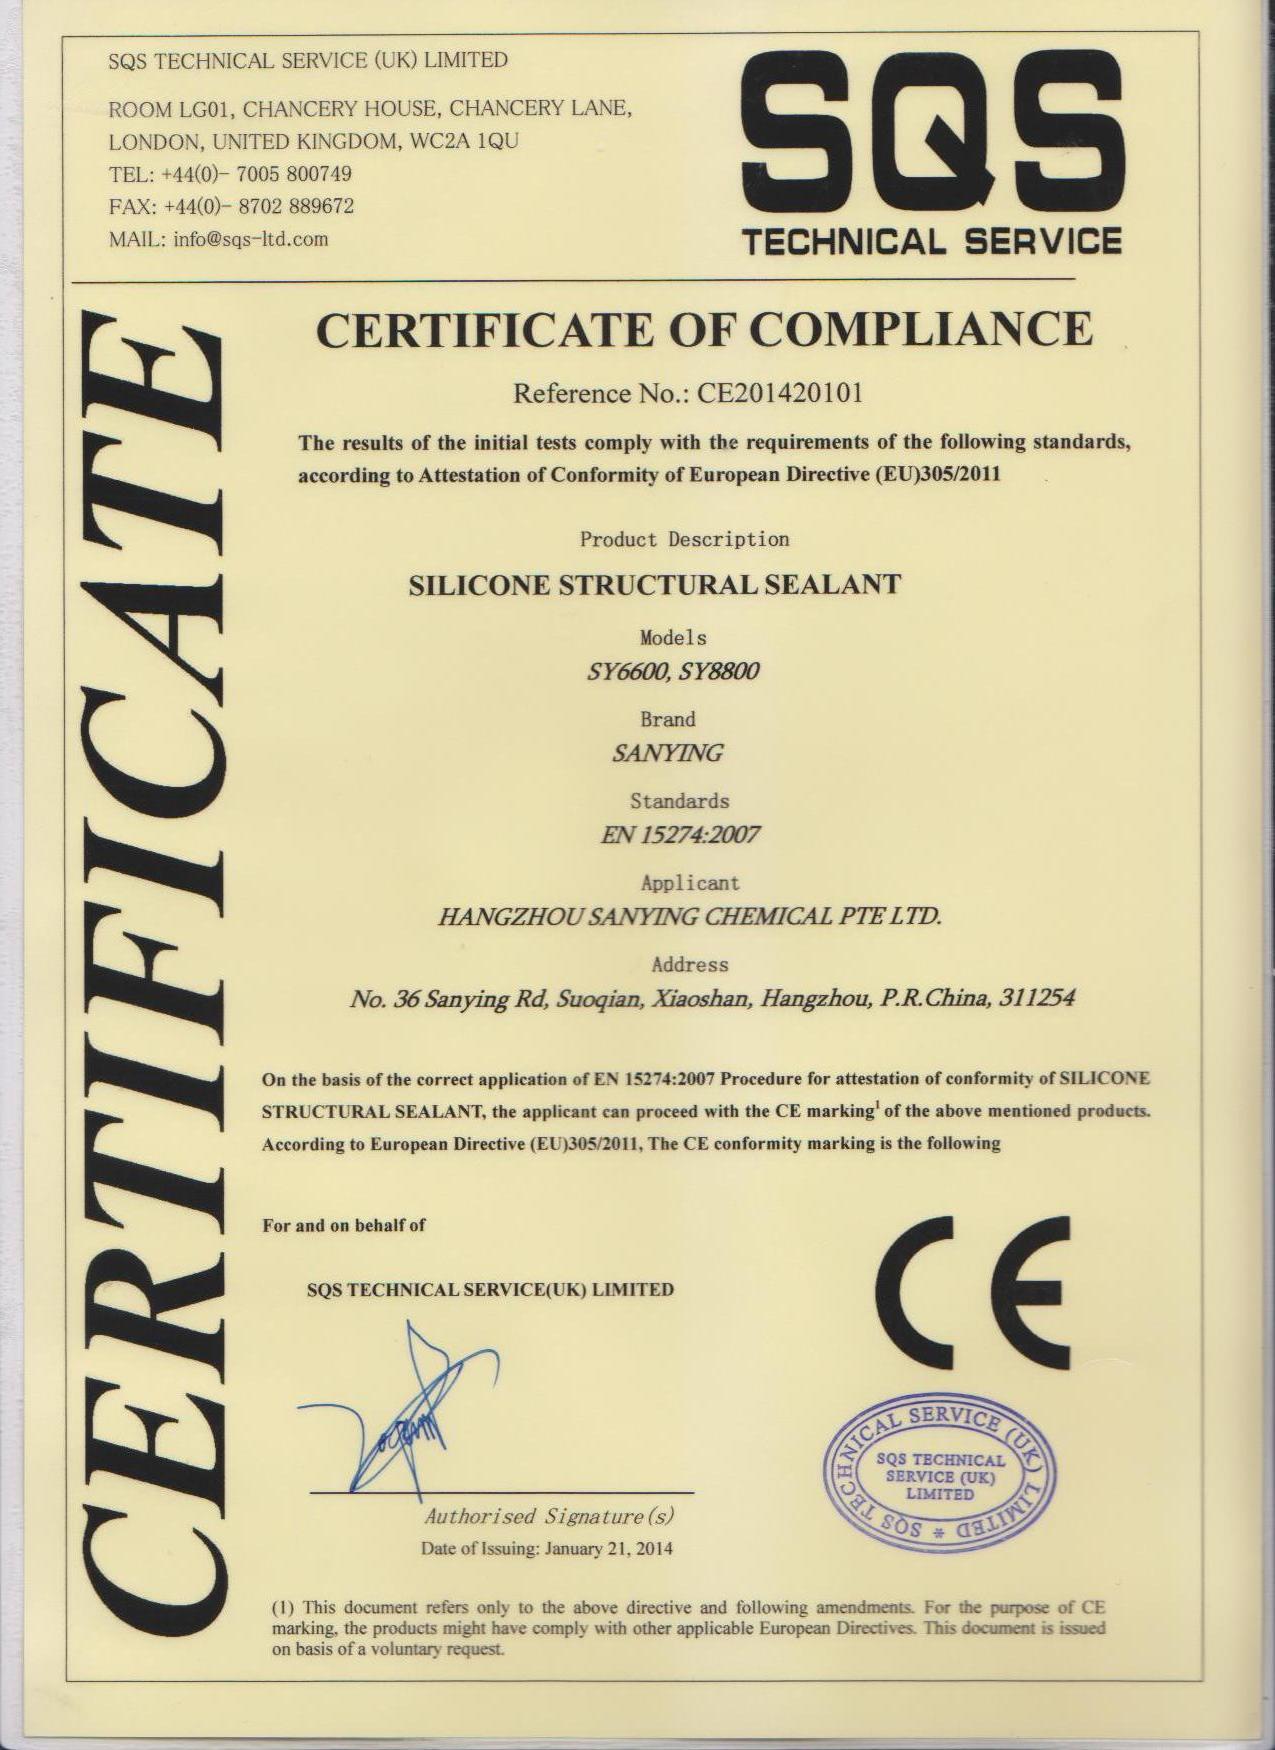 SQS TECHNICAL SERVICE (UK) LIMITED
ROOM LG01, CHANCERY HOUSE, CHANCERY LANE,
LONDON, UNITED KINGDOM, WC2A 1QU
TEL: +44(0)- 7005 800749
FAX: +44(0)- 8702 889672
MAIL: info@sqs-ltd.com
SQS
TECHNICAL SERVICE
CERTIFICATE
CERTIFICATE OF COMPLIANCE
Reference No.: CE201420101
The results of the initial tests comply with the requirements of the following standards,
according to Attestation of Conformity of European Directive (EU)305/2011
Product Description
SILICONE STRUCTURAL SEALANT
Models
SY6600, SY8800
Brand
SANYING
Standards
EN 15274:2007
Applicant
HANGZHOU SANYING CHEMICAL PTE LTD.
Address
No. 36 Sanying Rd, Suoqian, Xiaoshan, Hangzhou, P.R.China, 311254
On the basis of the correct application of EN 15274:2007 Procedure for attestation of conformity of SILICONE
STRUCTURAL SEALANT, the applicant can proceed with the CE marking¹ of the above mentioned products.
According to European Directive (EU)305/2011, The CE conformity marking is the following
For and on behalf of
SQS TECHNICAL SERVICE(UK) LIMITED
CE
SQS TECHNICAL SERVICE (UK) LIMITED *
SQS TECHNICAL
SERVICE (UK)
LIMITED
Authorised Signature(s)
Date of Issuing: January 21, 2014
(1) This document refers only to the above directive and following amendments. For the purpose of CE
marking, the products might have comply with other applicable European Directives. This document is issued
on basis of a voluntary request.